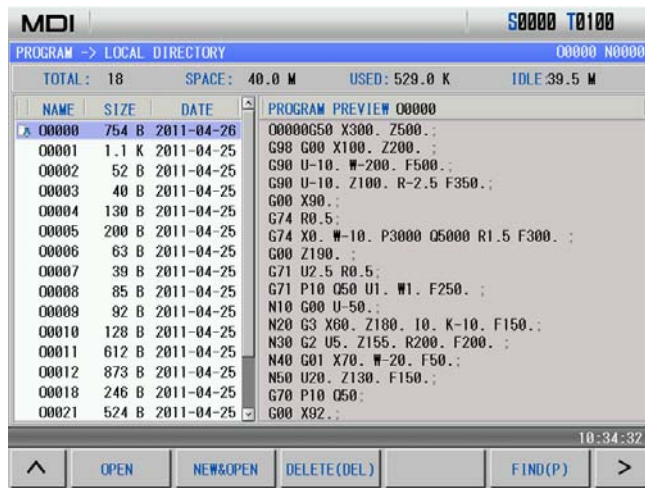 MDI S0000 T0100
PROGRAM -> LOCAL DIRECTORY O0000 N0000
TOTAL: 18 SPACE: 40.0 M USED: 529.0 K IDLE:39.5 M
NAME SIZE DATE
O0000 754 B 2011-04-26
O0001 1.1 K 2011-04-25
O0002 52 B 2011-04-25
O0003 40 B 2011-04-25
O0004 130 B 2011-04-25
O0005 200 B 2011-04-25
O0006 63 B 2011-04-25
O0007 39 B 2011-04-25
O0008 85 B 2011-04-25
O0009 92 B 2011-04-25
O0010 128 B 2011-04-25
O0011 612 B 2011-04-25
O0012 873 B 2011-04-25
O0018 246 B 2011-04-25
O0021 524 B 2011-04-25
PROGRAM PREVIEW O0000
O0000G50 X300. Z500.;
G98 G00 X100. Z200. ;
G90 U-10. W-200. F500.;
G90 U-10. Z100. R-2.5 F350.;
G00 X90.;
G74 R0.5;
G74 X0. W-10. P3000 Q5000 R1.5 F300. ;
G00 Z190. ;
G71 U2.5 R0.5;
G71 P10 Q50 U1. W1. F250. ;
N10 G00 U-50.;
N20 G3 X60. Z180. I0. K-10. F150.;
N30 G2 U5. Z155. R200. F200. ;
N40 G01 X70. W-20. F50.;
N50 U20. Z130. F150.;
G70 P10 Q50;
G00 X92.;
10:34:32
OPEN NEW&OPEN DELETE(DEL) FIND(P) >